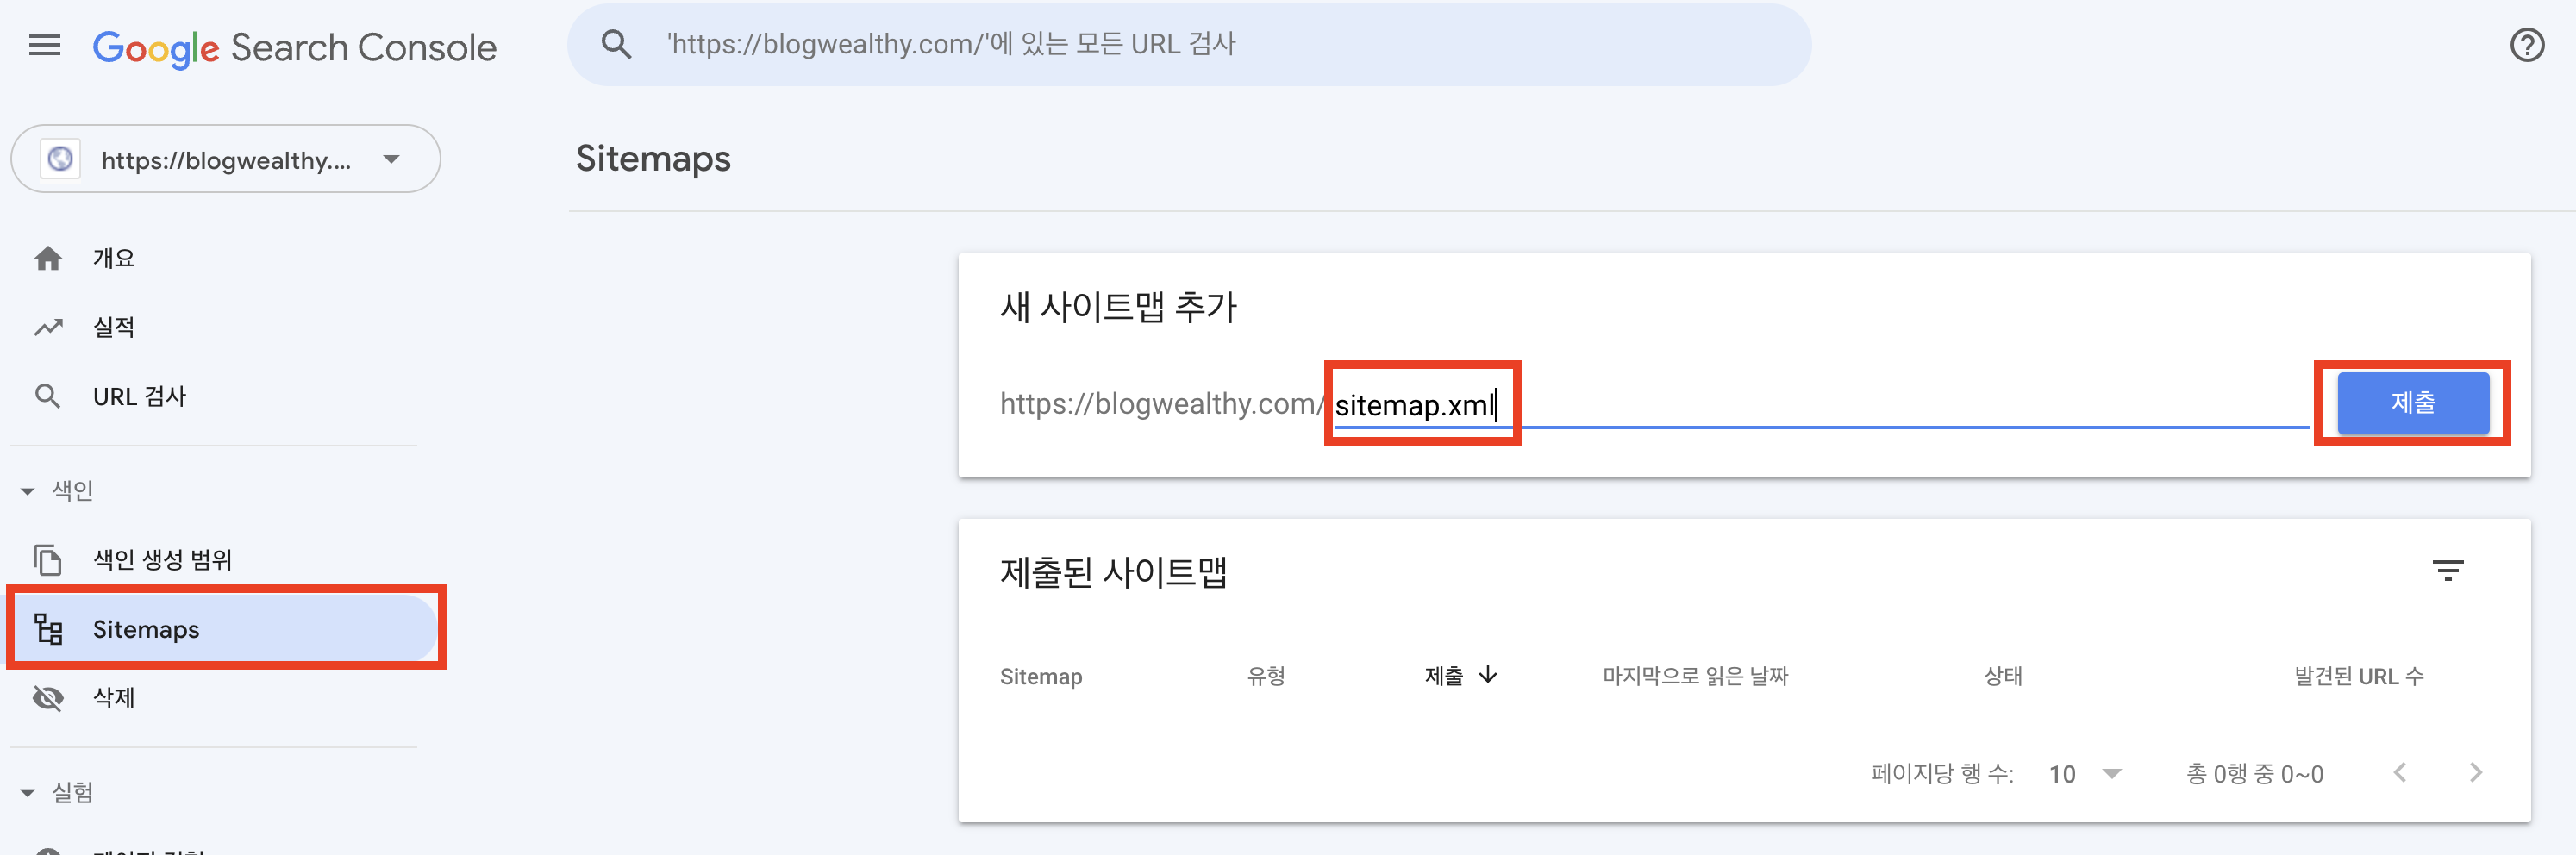 Google Search Console
'https://blogwealthy.com/'에 있는 모든 URL 검사
https://blogwealthy....
Sitemaps
개요
실적
URL 검사
색인
색인 생성 범위
Sitemaps
삭제
실험
새 사이트맵 추가
https://blogwealthy.com/ sitemap.xml
제출
제출된 사이트맵
Sitemap 유형 제출 마지막으로 읽은 날짜 상태 발견된 URL 수
페이지당 행 수: 10 총 0행 중 0~0